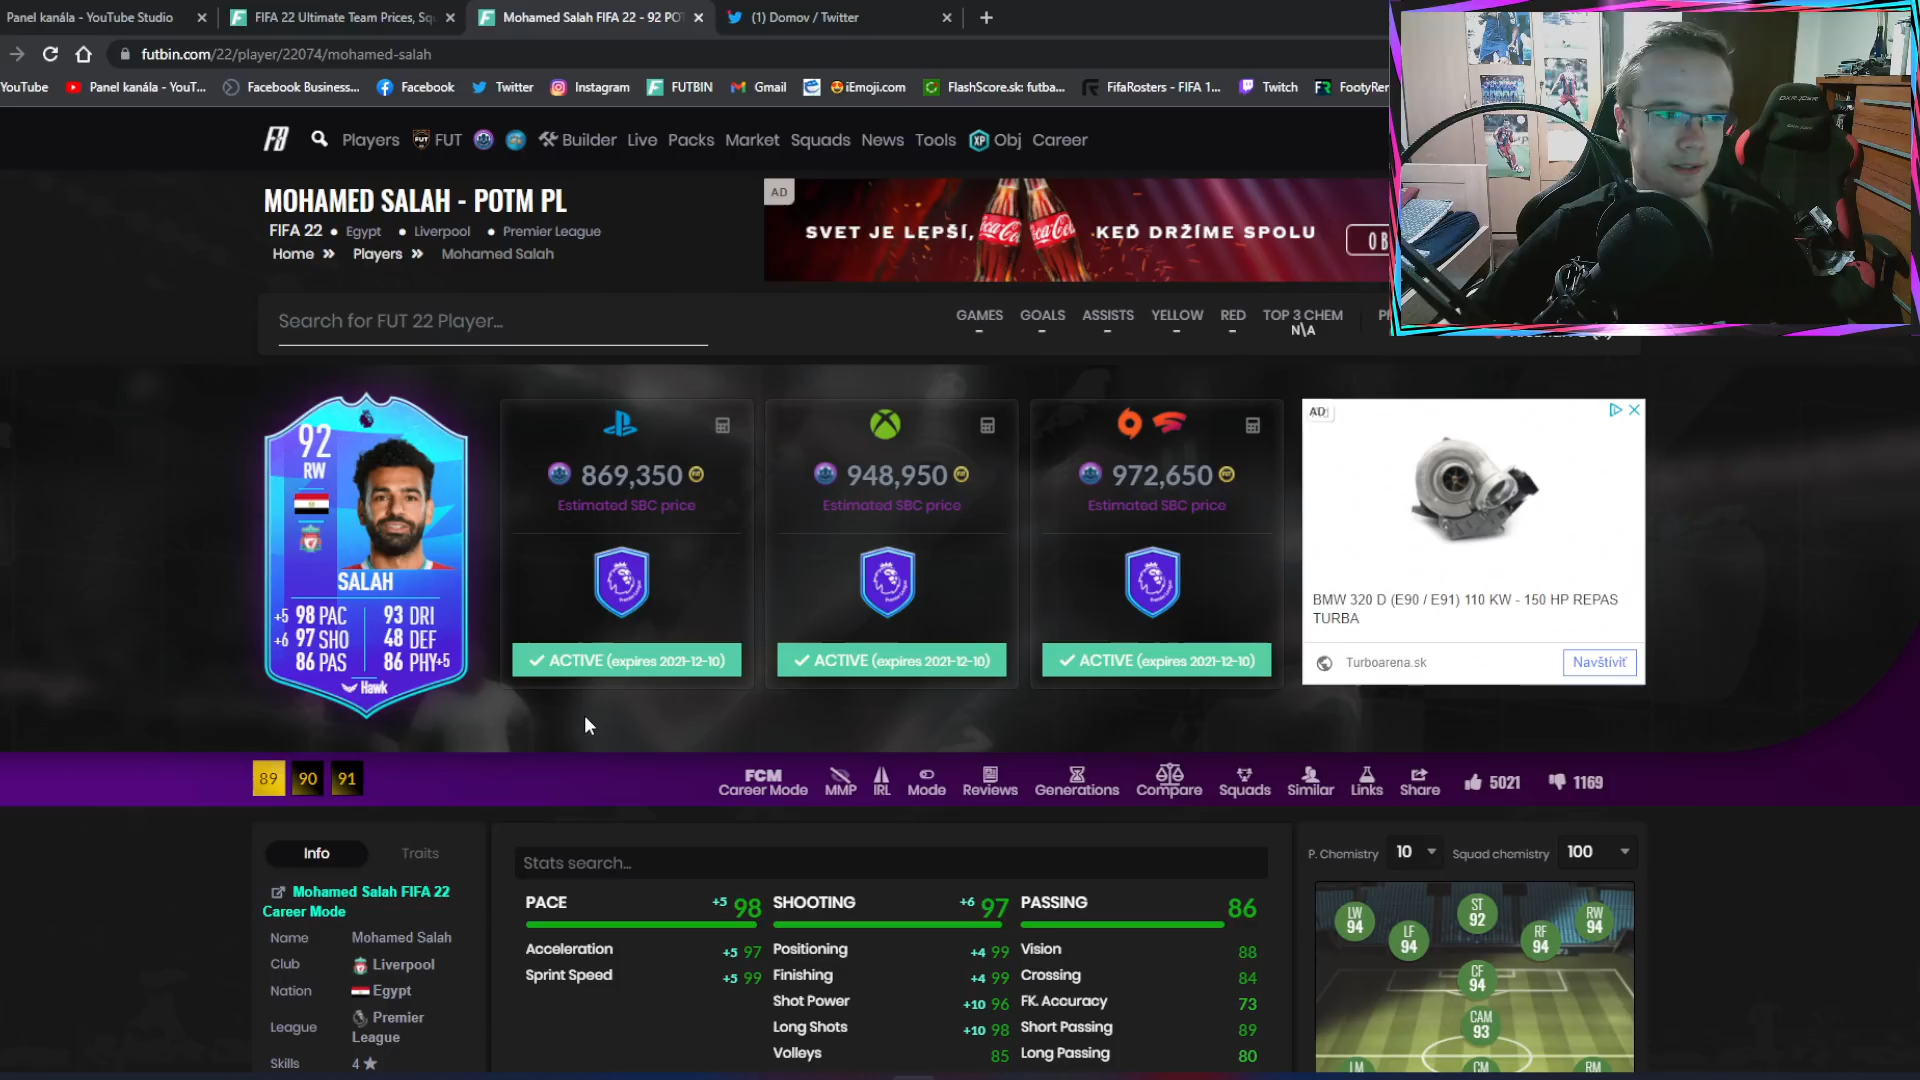 Panel kanála - YouTube Studio
FIFA 22 Ultimate Team Prices, Sq
Mohamed Salah FIFA 22 - 92 POT
(1) Domov / Twitter
futbin.com/22/player/22074/mohamed-salah
YouTube
Panel kanála - YouT...
Facebook Business...
Facebook
Twitter
Instagram
FUTBIN
Gmail
iEmoji.com
FlashScore.sk: futba...
FifaRosters - FIFA 1...
Twitch
FootyRen
FB
Players
FUT
Builder
Live
Packs
Market
Squads
News
Tools
XP
Obj
Career
MOHAMED SALAH - POTM PL
FIFA 22 • Egypt • Liverpool • Premier League
Home » Players » Mohamed Salah
AD
SVET JE LEPŠÍ, KEĎ DRŽÍME SPOLU
Coca-Cola
Coca-Cola
Search for FUT 22 Player...
GAMES
-
GOALS
-
ASSISTS
-
YELLOW
-
RED
-
TOP 3 CHEM
N\A
92
RW
SALAH
+5 98 PAC 93 DRI
+6 97 SHO 48 DEF
86 PAS 86 PHY+5
Hawk
869,350
Estimated SBC price
ACTIVE (expires 2021-12-10)
948,950
Estimated SBC price
ACTIVE (expires 2021-12-10)
972,650
Estimated SBC price
ACTIVE (expires 2021-12-10)
AD
BMW 320 D (E90 / E91) 110 KW - 150 HP REPAS
TURBA
Turboarena.sk
Navštíviť
DXRACER
89 90 91
FCM
Career Mode
MMP
IRL
Mode
Reviews
Generations
Compare
Squads
Similar
Links
Share
5021
1169
Info
Traits
Mohamed Salah FIFA 22
Career Mode
Name Mohamed Salah
Club Liverpool
Nation Egypt
League Premier
League
Skills 4
Stats search...
PACE +5 98
Acceleration +5 97
Sprint Speed +5 99
SHOOTING +6 97
Positioning +4 99
Finishing +4 99
Shot Power +10 96
Long Shots +10 98
Volleys 85
PASSING 86
Vision 88
Crossing 84
FK. Accuracy 73
Short Passing 89
Long Passing 80
P. Chemistry 10
Squad chemistry 100
LW
94
ST
92
RW
94
LF
94
RF
94
CF
94
CAM
93
LM
CM
RM